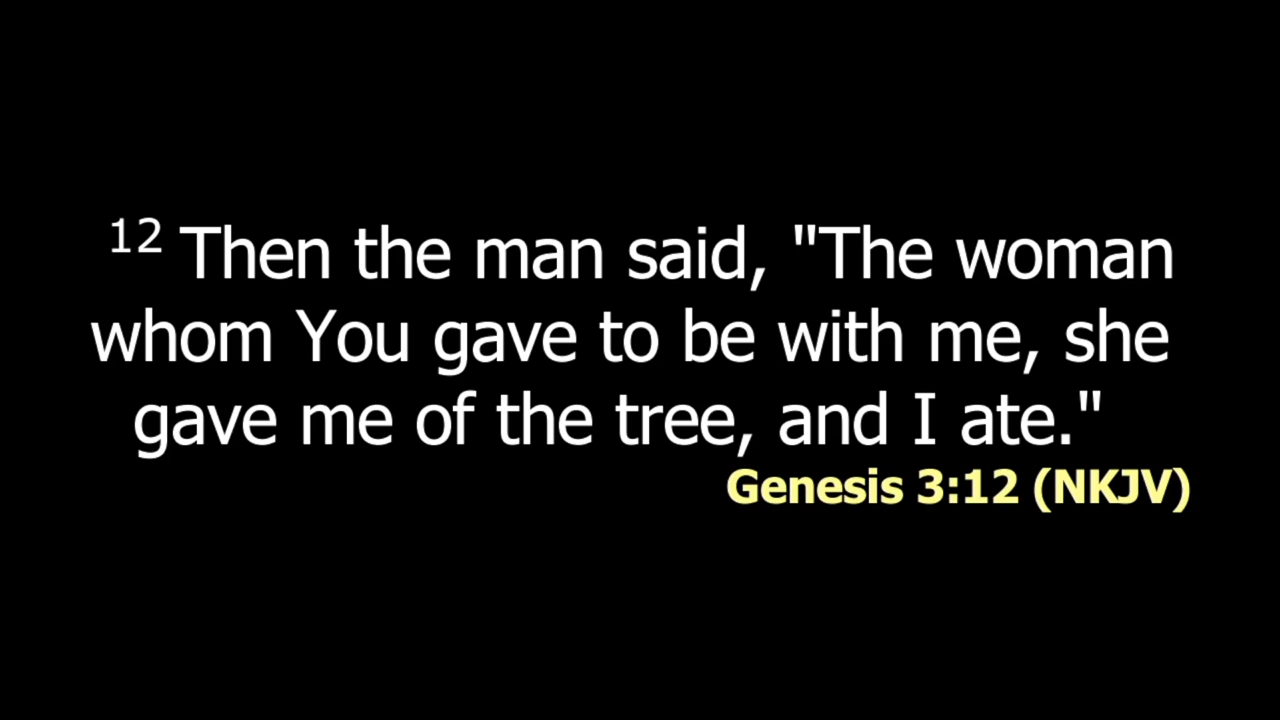 12 Then the man said, "The woman
whom You gave to be with me, she
gave me of the tree, and I ate."
Genesis 3:12 (NKJV)